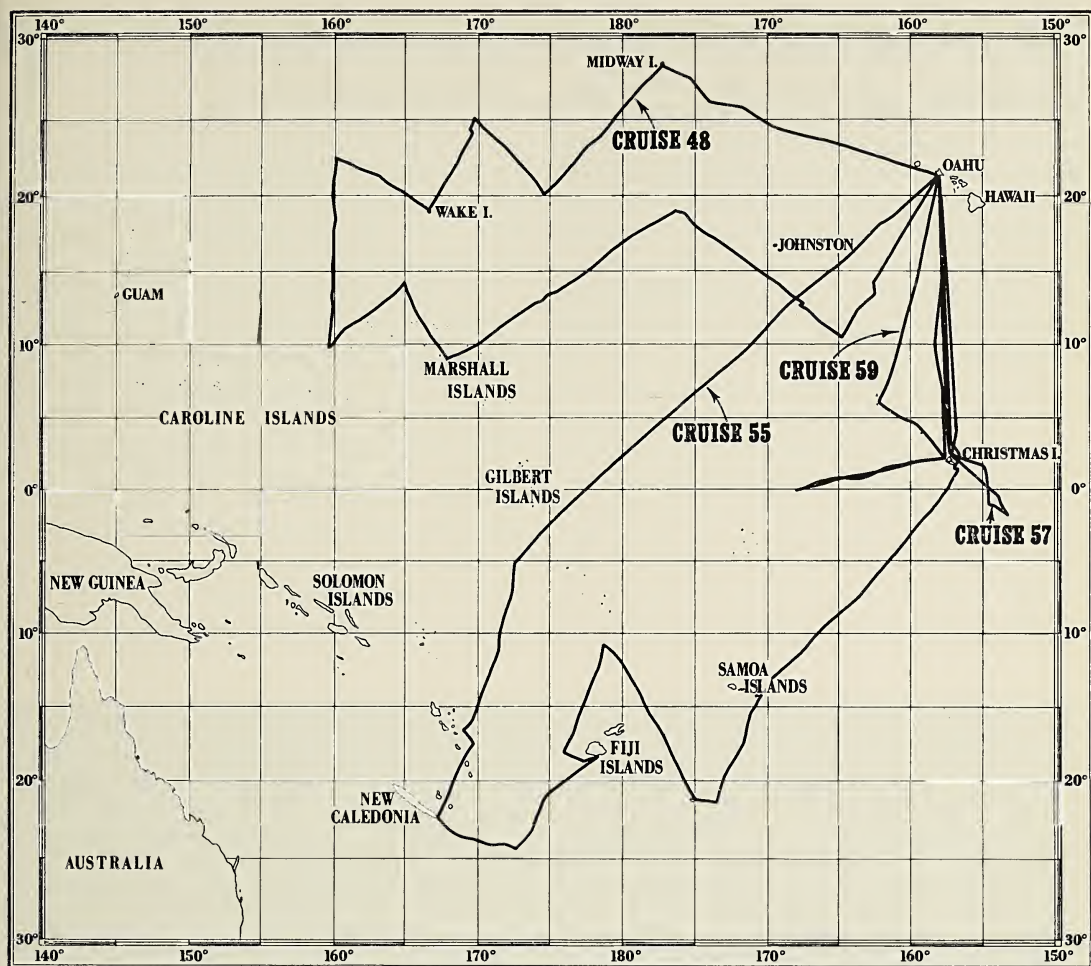 140° 150° 160° 170° 180° 170° 160° 150°
30° 30°
MIDWAY I.
CRUISE 48
OAHU
HAWAII
20° 20°
WAKE I.
JOHNSTON
GUAM
10° 10°
MARSHALL
ISLANDS
CRUISE 59
CAROLINE ISLANDS
CRUISE 55
CHRISTMAS I.
GILBERT
ISLANDS
0° 0°
CRUISE 57
NEW GUINEA
SOLOMON
ISLANDS
10° 10°
SAMOA
ISLANDS
FIJI
ISLANDS
20° 20°
NEW
CALEDONIA
AUSTRALIA
30° 30°
140° 150° 160° 170° 180° 170° 160° 150°